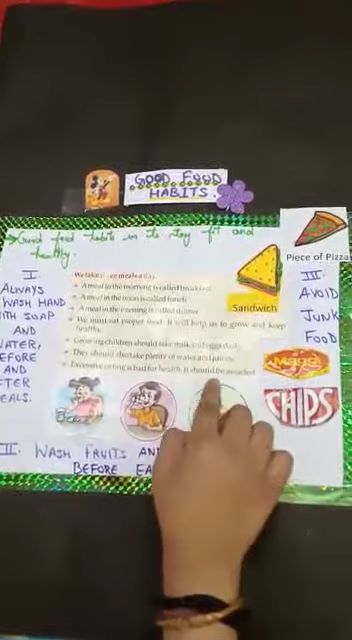 GOOD FOOD
HABITS.
Good food habits us to stay fit and
healthy.
We take three meals a day.
A meal in the morning is called breakfast.
A meal in the noon is called lunch
A meal in the evening is called dinner
We must eat proper food. It will help us to grow and keep
healthy.
Growing children should take milk and eggs daily.
They should also take plenty of water and juices.
Excessive eating is bad for health. It should be avoided
Sandwich
Piece of Pizza
I.
ALWAYS
WASH HAND
WITH SOAP
AND
WATER,
BEFORE
AND
AFTER
MEALS.
III.
AVOID
JUNK
FOOD
MAGGI
CHIPS
II. WASH FRUITS AND
BEFORE